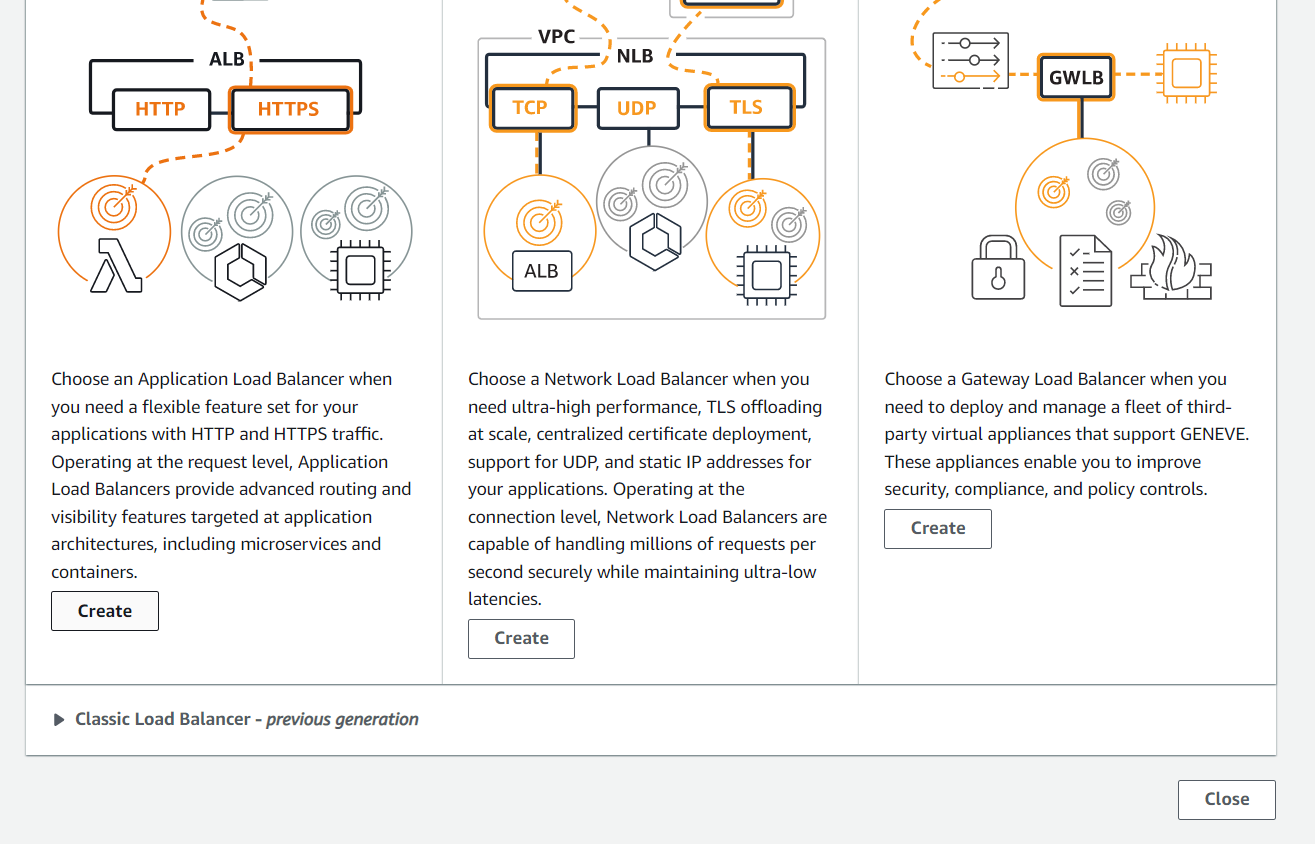 ALB
HTTP
HTTPS
Choose an Application Load Balancer when
you need a flexible feature set for your
applications with HTTP and HTTPS traffic.
Operating at the request level, Application
Load Balancers provide advanced routing and
visibility features targeted at application
architectures, including microservices and
containers.
Create
VPC
NLB
TCP
UDP
TLS
ALB
Choose a Network Load Balancer when you
need ultra-high performance, TLS offloading
at scale, centralized certificate deployment,
support for UDP, and static IP addresses for
your applications. Operating at the
connection level, Network Load Balancers are
capable of handling millions of requests per
second securely while maintaining ultra-low
latencies.
Create
GWLB
Choose a Gateway Load Balancer when you
need to deploy and manage a fleet of third-
party virtual appliances that support GENEVE.
These appliances enable you to improve
security, compliance, and policy controls.
Create
Classic Load Balancer - previous generation
Close